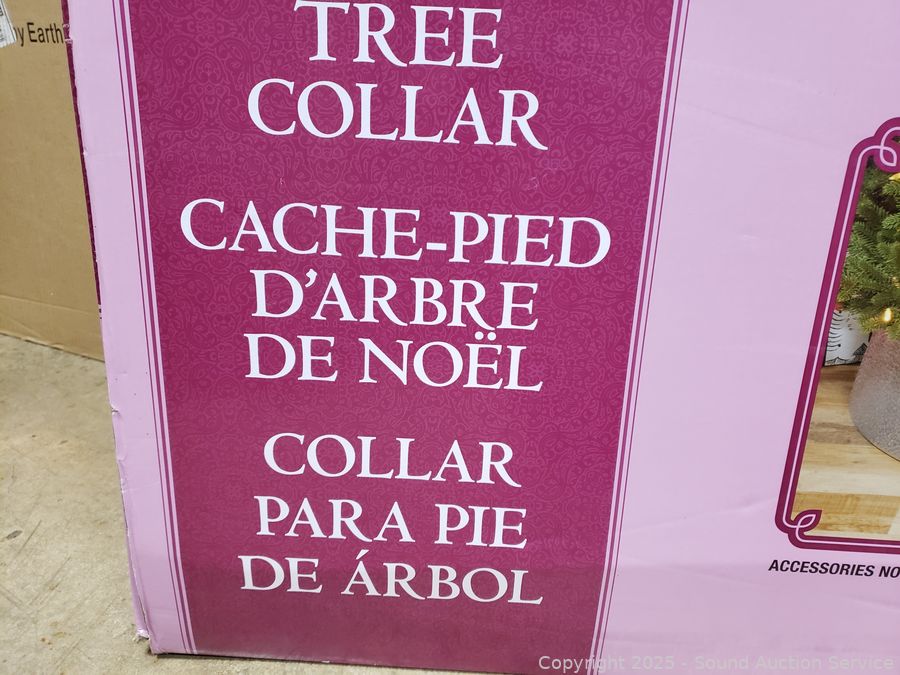 y Earth
TREE
COLLAR
CACHE-PIED
D'ARBRE
DE NOËL
COLLAR
PARA PIE
DE ÁRBOL
ACCESSORIES NO
Copyright 2025 - Sound Auction Service